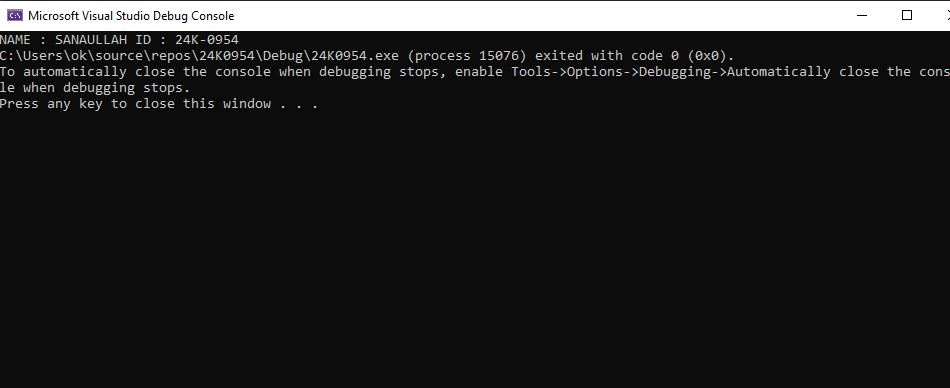 Microsoft Visual Studio Debug Console
NAME : SANAULLAH ID : 24K-0954
C:\Users\ok\source\repos\24K0954\Debug\24K0954.exe (process 15076) exited with code 0 (0x0).
To automatically close the console when debugging stops, enable Tools->Options->Debugging->Automatically close the cons
le when debugging stops.
Press any key to close this window . . .